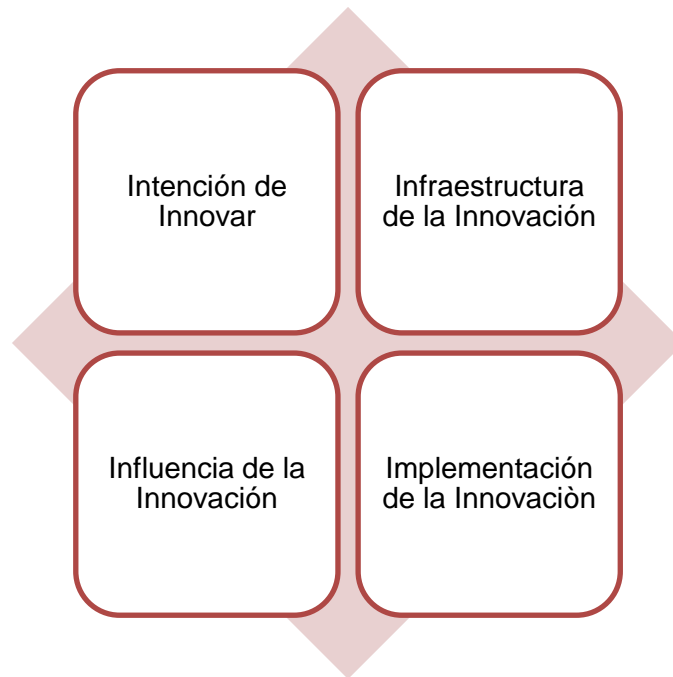 Intención de
Innovar
Infraestructura
de la Innovación
Influencia de la
Innovación
Implementación
de la Innovaciòn